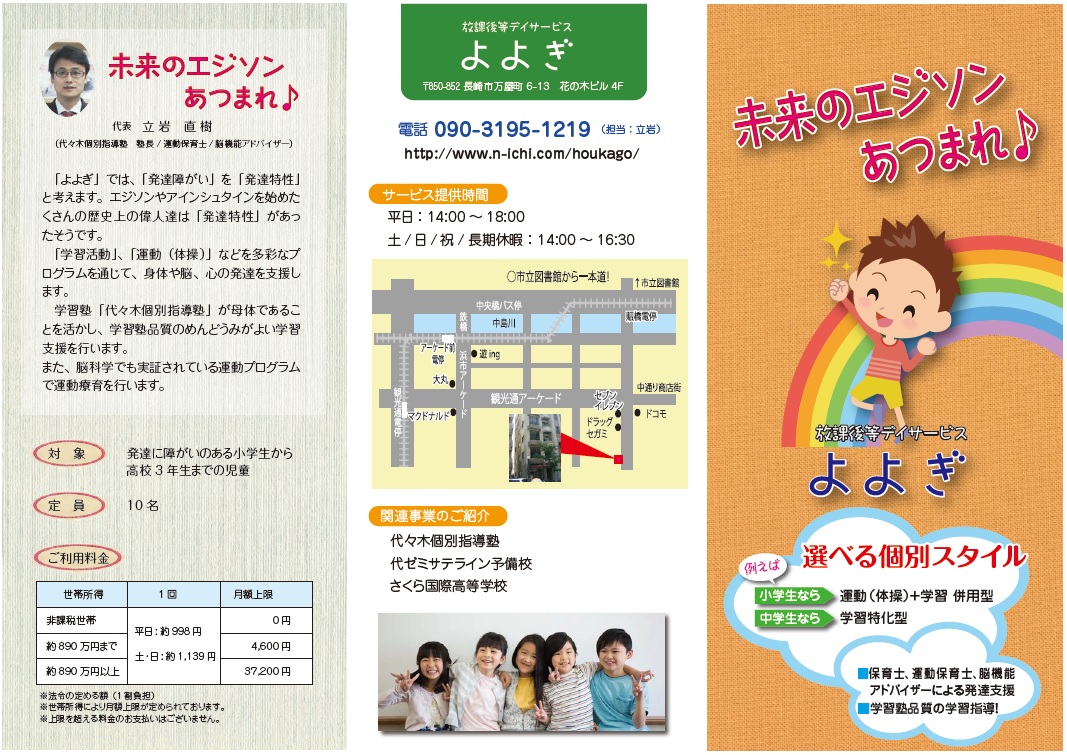 未来のエジソン
あつまれ♪
代表 立岩 直樹
(代々木個別指導塾 塾長/運動保育士/脳機能アドバイザー)
「よよぎ」では、「発達障がい」を「発達特性」
と考えます。エジソンやアインシュタインを始めた
くさんの歴史上の偉人達は「発達特性」があっ
たそうです。
「学習活動」、「運動(体操)」などを多彩なプ
ログラムを通じて、身体や脳、心の発達を支援し
ます。
学習塾「代々木個別指導塾」が母体であるこ
とを活かし、学習塾品質のめんどうみがよい学習
支援を行います。
また、脳科学でも実証されている運動プログラム
で運動療育を行います。
対 象
発達に障がいのある小学生から
高校3年生までの児童
定 員
10名
ご利用料金
世帯所得 1回 月額上限
非課税世帯 0円
平日:約998円
約890万円まで 4,600円
土・日:約1,139円
約890万円以上 37,200円
※法令の定める額(1割負担)
※世帯所得により月額上限が定められております。
※上限を超える料金のお支払いはございません。
放課後等デイサービス
よよぎ
〒850-852 長崎市万屋町6-13 花の木ビル4F
電話 090-3195-1219 (担当:立岩)
http://www.n-ichi.com/houkago/
サービス提供時間
平日:14:00～18:00
土/日/祝/長期休暇:14:00～16:30
〇市立図書館から一本道!
↑市立図書館
中央橋バス停
鉄橋
中島川
賑橋電停
アーケード前
電停
浜市アーケード
遊ing
大丸
観光通電停
マクドナルド
観光通アーケード
中通り商店街
セブン
イレブン
ドコモ
ドラッグ
セガミ
関連事業のご紹介
代々木個別指導塾
代ゼミサテライン予備校
さくら国際高等学校
未来のエジソン
あつまれ♪
放課後等デイサービス
よよぎ
例えば
選べる個別スタイル
小学生なら 運動(体操)+学習 併用型
中学生なら 学習特化型
■保育士、運動保育士、脳機能
アドバイザーによる発達支援
■学習塾品質の学習指導!